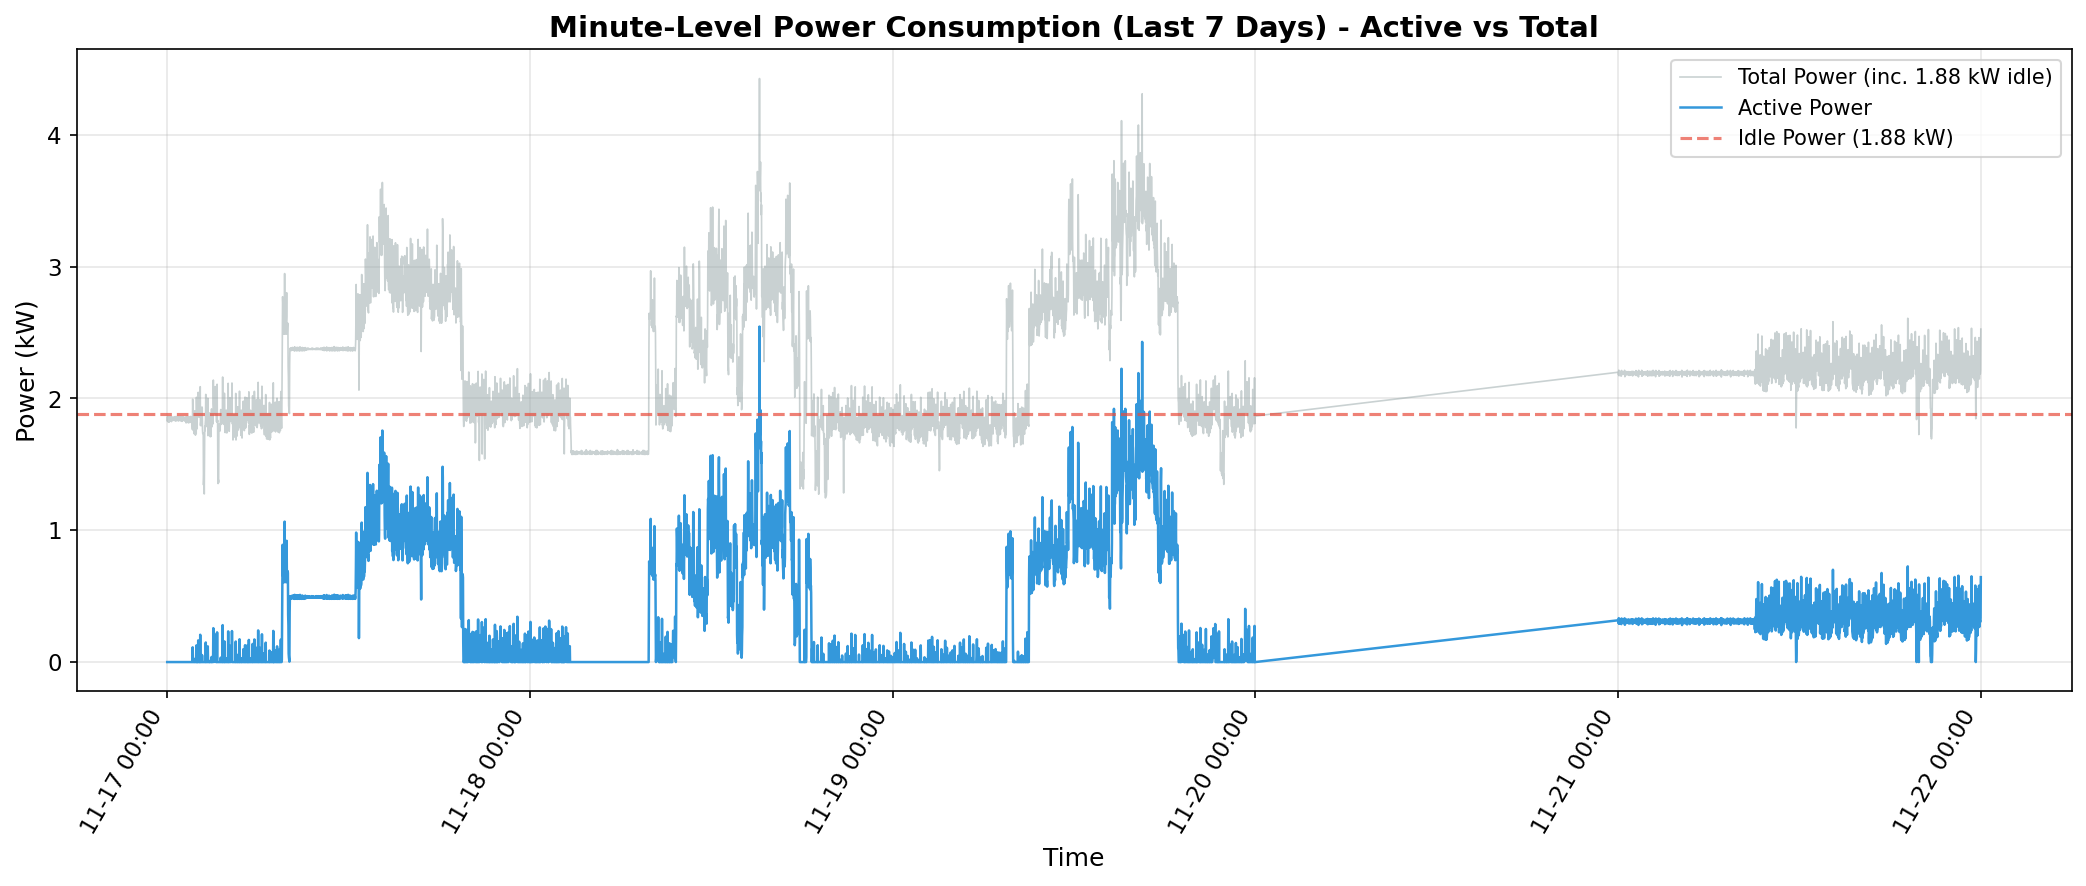 Minute-Level Power Consumption (Last 7 Days) - Active vs Total
Total Power (inc. 1.88 kW idle)
Active Power
Idle Power (1.88 kW)
Power (kW)
4
3
2
1
0
11-17 00:00
11-18 00:00
11-19 00:00
11-20 00:00
11-21 00:00
11-22 00:00
Time